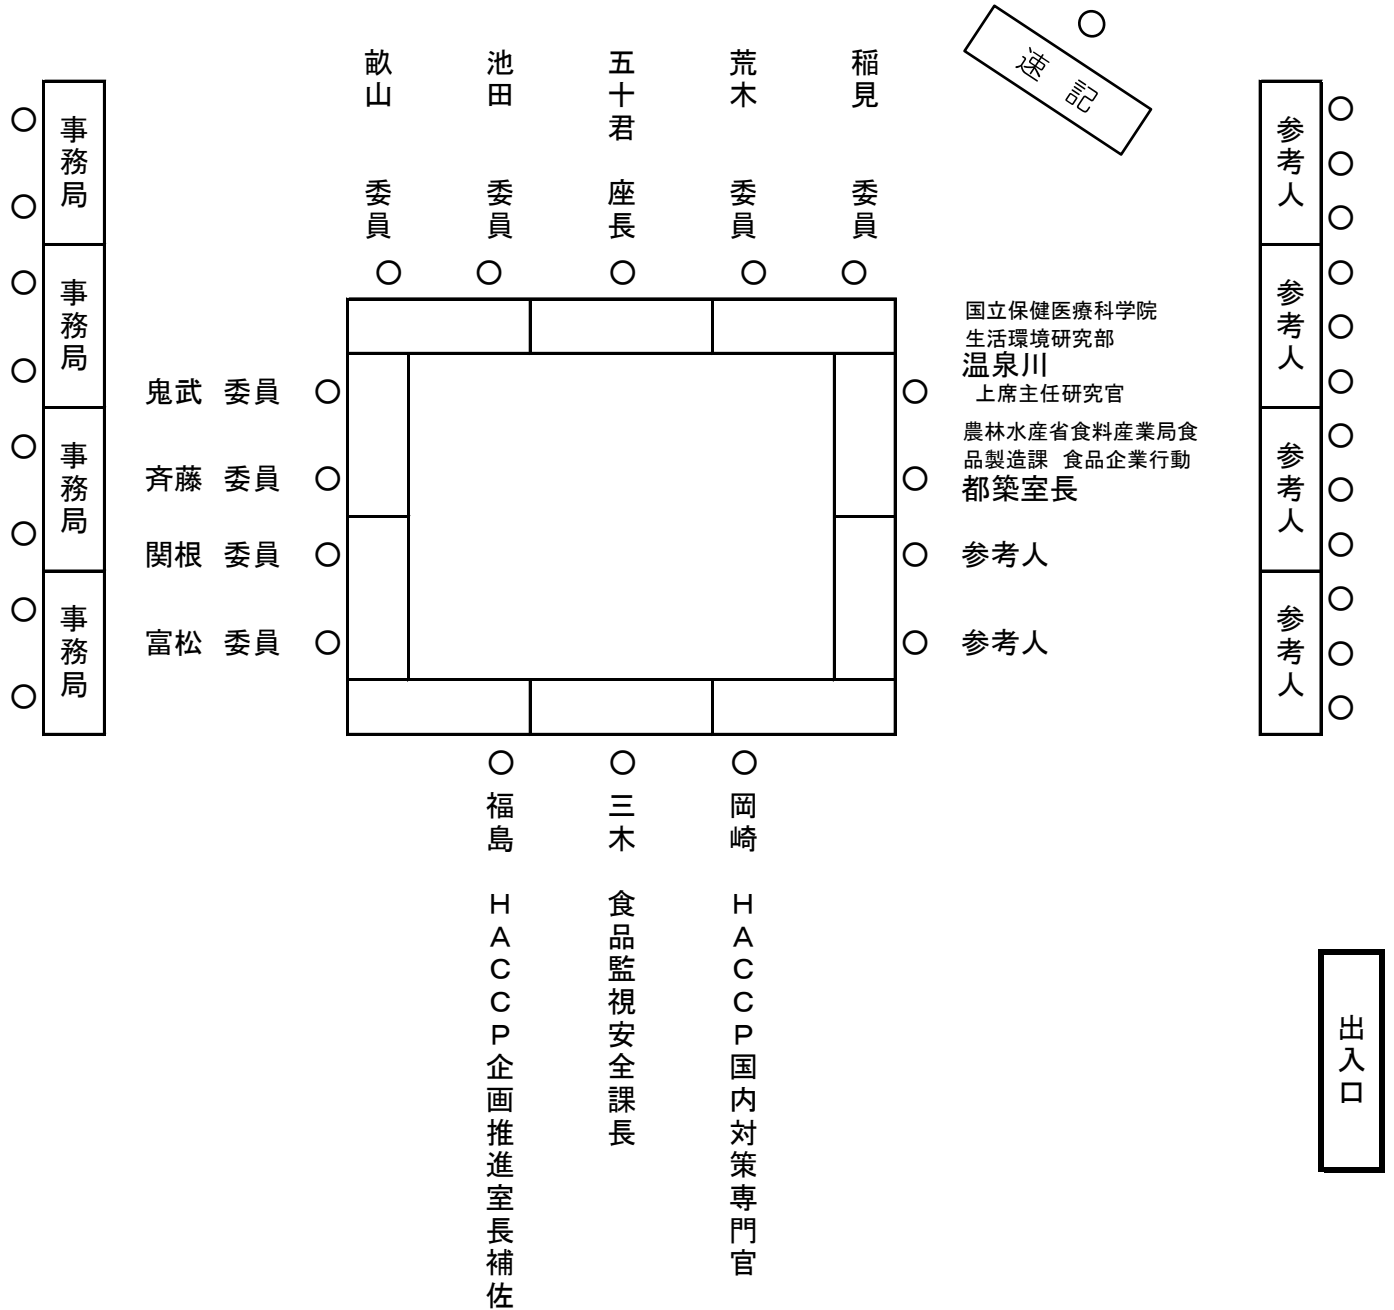 速記
畝山 委員
池田 委員
五十君 座長
荒木 委員
稲見 委員
事務局
事務局
事務局
事務局
鬼武 委員
斉藤 委員
関根 委員
富松 委員
国立保健医療科学院
生活環境研究部
温泉川
上席主任研究官
農林水産省食料産業局食
品製造課 食品企業行動
都築室長
参考人
参考人
参考人
参考人
参考人
参考人
福島 HACCP企画推進室長補佐
三木 食品監視安全課長
岡崎 HACCP国内対策専門官
出入口